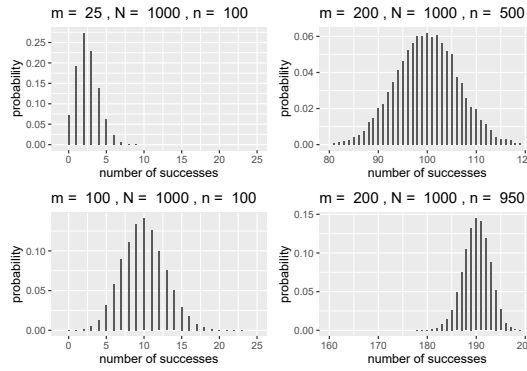 m = 25 , N = 1000 , n = 100
probability
0.25
0.20
0.15
0.10
0.05
0.00
0 5 10 15 20 25
number of successes
m = 200 , N = 1000 , n = 500
probability
0.06
0.04
0.02
0.00
80 90 100 110 120
number of successes
m = 100 , N = 1000 , n = 100
probability
0.10
0.05
0.00
0 5 10 15 20 25
number of successes
m = 200 , N = 1000 , n = 950
probability
0.15
0.10
0.05
0.00
160 170 180 190 200
number of successes